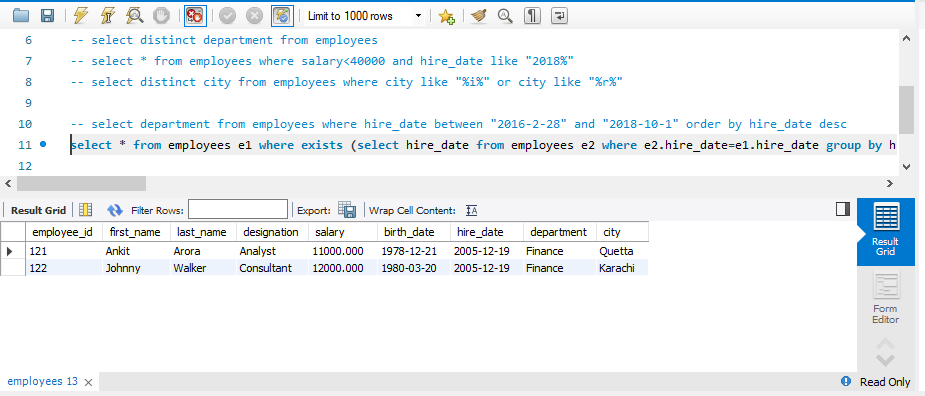 Limit to 1000 rows
6 -- select distinct department from employees
7 -- select * from employees where salary<40000 and hire_date like "2018%"
8 -- select distinct city from employees where city like "%i%" or city like "%r%"
9
10 -- select department from employees where hire_date between "2016-2-28" and "2018-10-1" order by hire_date desc
11 select * from employees e1 where exists (select hire_date from employees e2 where e2.hire_date=e1.hire_date group by h
12
Result Grid Filter Rows: Export: Wrap Cell Content: IA
employee_id first_name last_name designation salary birth_date hire_date department city
121 Ankit Arora Analyst 11000.000 1978-12-21 2005-12-19 Finance Quetta
122 Johnny Walker Consultant 12000.000 1980-03-20 2005-12-19 Finance Karachi
Result
Grid
Form
Editor
employees 13
Read Only